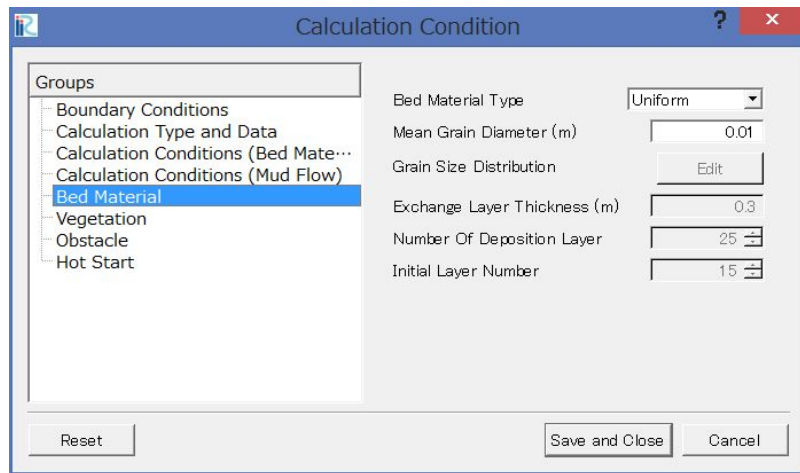 iRC
Calculation Condition
?
×
Groups
Boundary Conditions
Calculation Type and Data
Calculation Conditions (Bed Mate⋯
Calculation Conditions (Mud Flow)
Bed Material
Vegetation
Obstacle
Hot Start
Bed Material Type Uniform
Mean Grain Diameter (m) 0.01
Grain Size Distribution Edit
Exchange Layer Thickness (m) 0.3
Number Of Deposition Layer 25
Initial Layer Number 15
Reset Save and Close Cancel